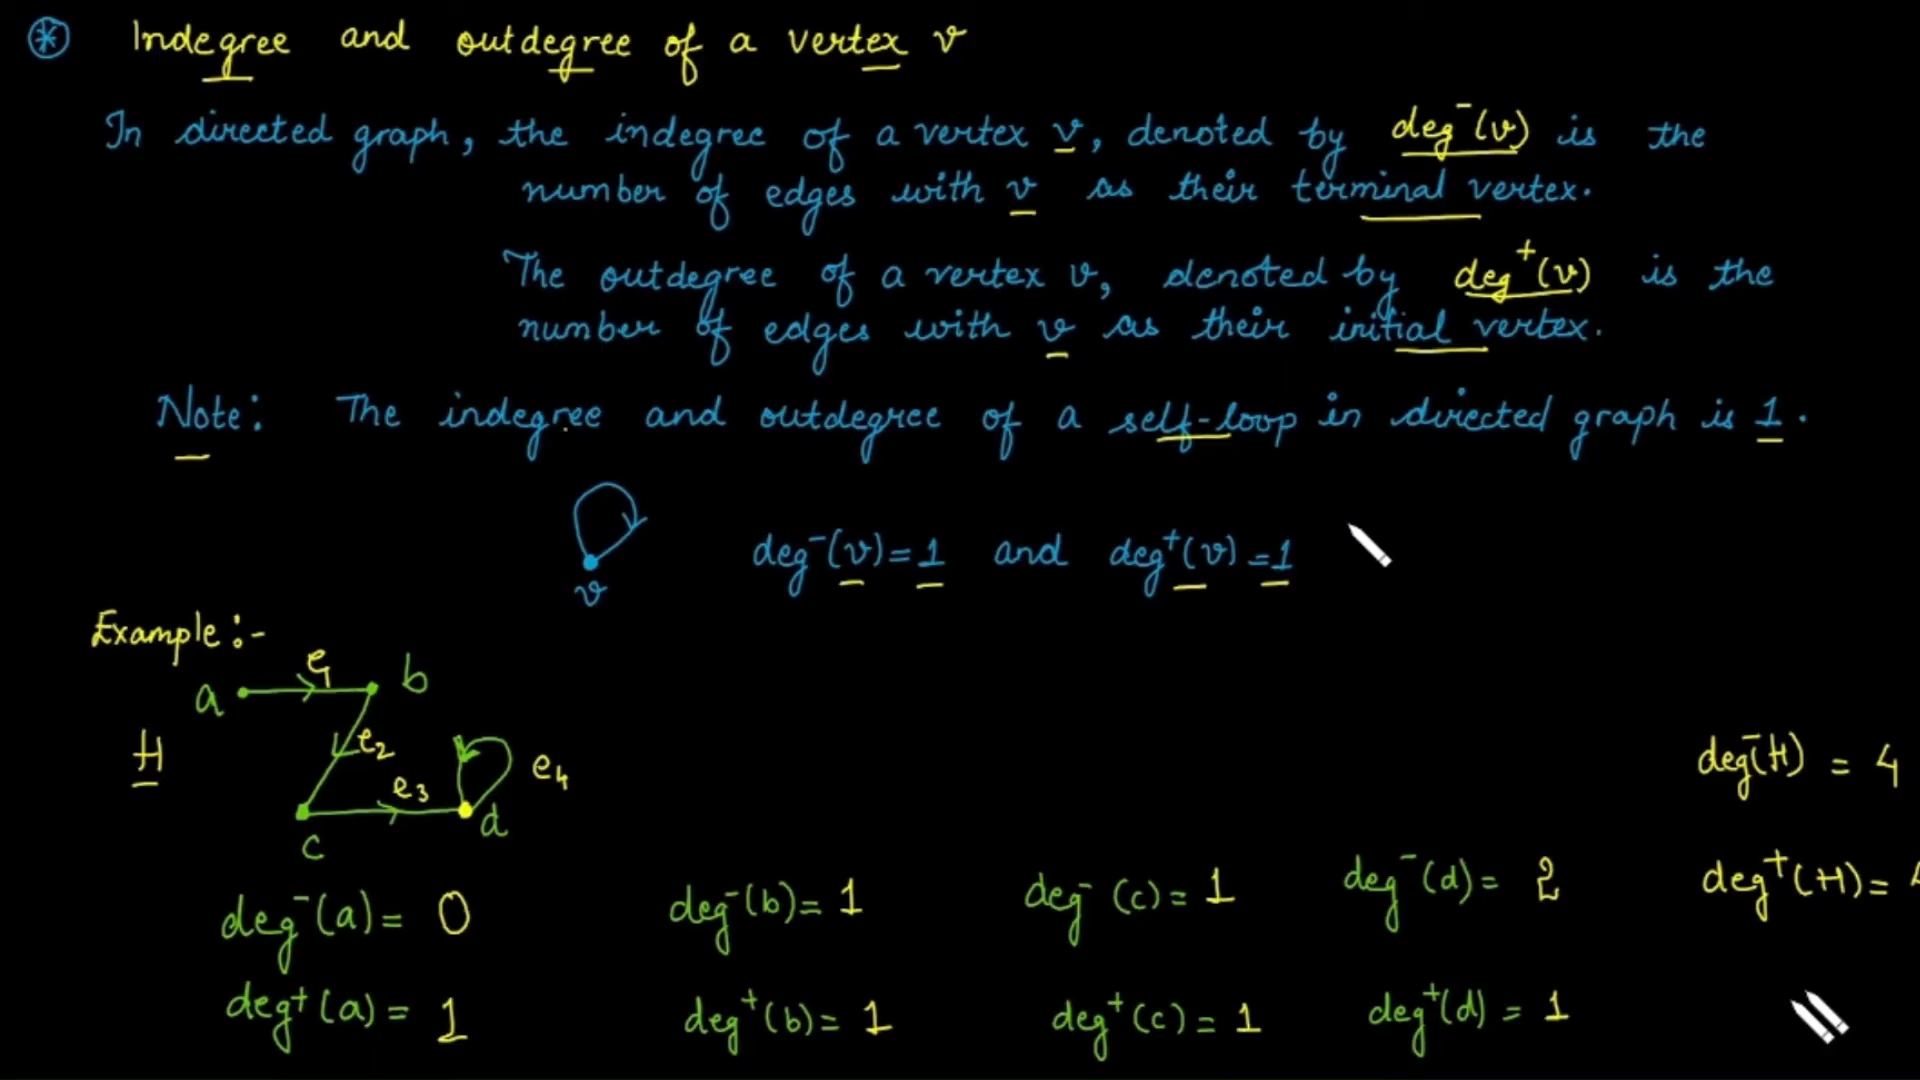 * Indegree and outdegree of a vertex v
In directed graph, the indegree of a vertex v, denoted by deg⁻(v) is the
number of edges with v as their terminal vertex.
The outdegree of a vertex v, denoted by deg⁺(v) is the
number of edges with v as their initial vertex.
Note: The indegree and outdegree of a self-loop in directed graph is 1.
v
deg⁻(v)=1 and deg⁺(v)=1
Example:-
a e₁ b
H e₂
e₃ e₄
c d
deg⁻(H) = 4
deg⁻(a)= 0 deg⁻(b)= 1 deg⁻(c)= 1 deg⁻(d)= 2
deg⁺(H)=
deg⁺(a)= 1 deg⁺(b)= 1 deg⁺(c)= 1 deg⁺(d)= 1